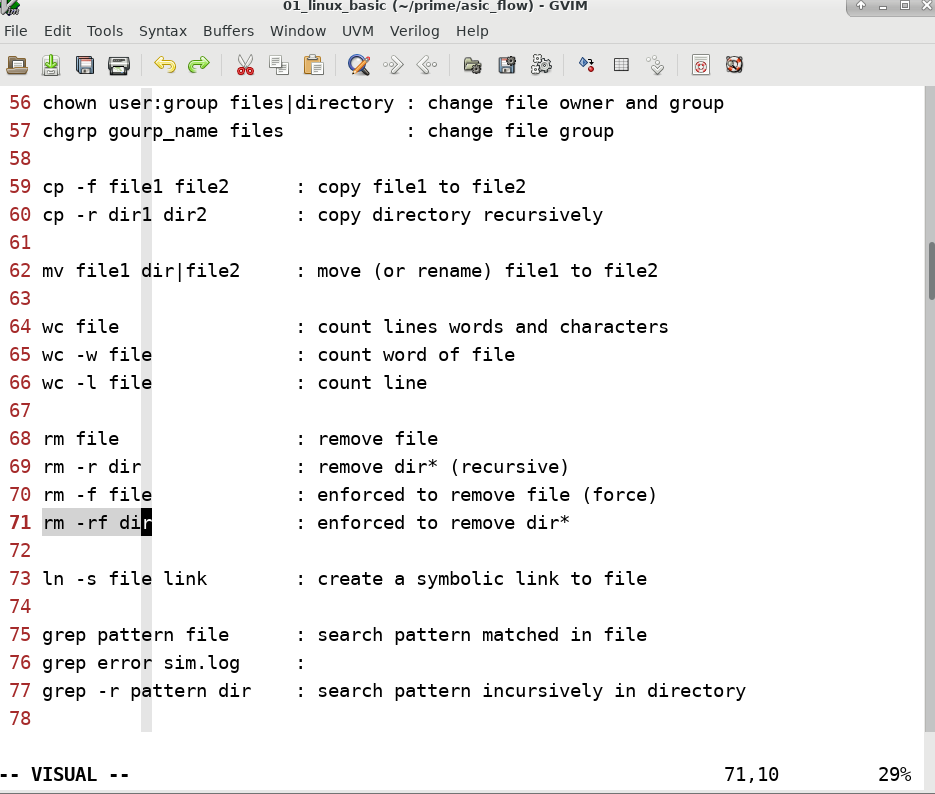 01_linux_basic (~/prime/asic_flow) - GVIM
File Edit Tools Syntax Buffers Window UVM Verilog Help
56 chown user:group files|directory : change file owner and group
57 chgrp gourp_name files : change file group
58
59 cp -f file1 file2 : copy file1 to file2
60 cp -r dir1 dir2 : copy directory recursively
61
62 mv file1 dir|file2 : move (or rename) file1 to file2
63
64 wc file : count lines words and characters
65 wc -w file : count word of file
66 wc -l file : count line
67
68 rm file : remove file
69 rm -r dir : remove dir* (recursive)
70 rm -f file : enforced to remove file (force)
71 rm -rf dir : enforced to remove dir*
72
73 ln -s file link : create a symbolic link to file
74
75 grep pattern file : search pattern matched in file
76 grep error sim.log :
77 grep -r pattern dir : search pattern incursively in directory
78
-- VISUAL -- 71,10 29%